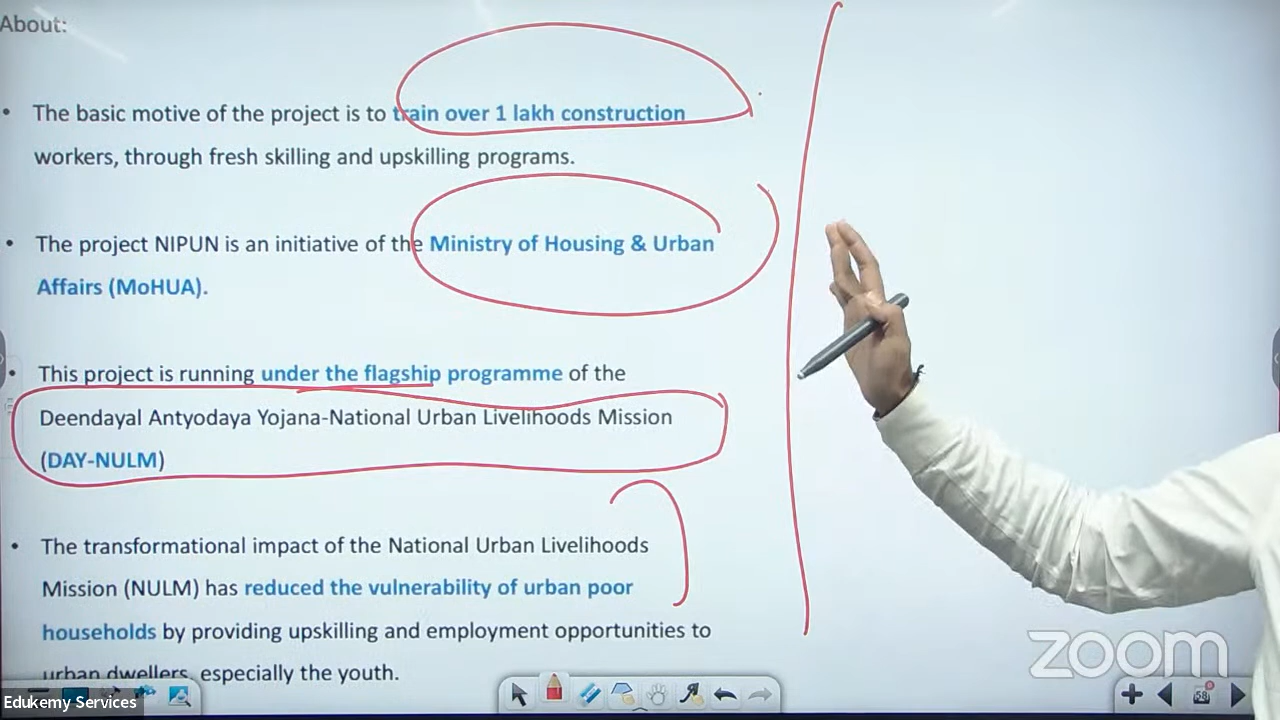 About:
• The basic motive of the project is to train over 1 lakh construction
workers, through fresh skilling and upskilling programs.
• The project NIPUN is an initiative of the Ministry of Housing & Urban
Affairs (MoHUA).
• This project is running under the flagship programme of the
Deendayal Antyodaya Yojana-National Urban Livelihoods Mission
(DAY-NULM)
• The transformational impact of the National Urban Livelihoods
Mission (NULM) has reduced the vulnerability of urban poor
households by providing upskilling and employment opportunities to
urban dwellers, especially the youth.
zoom
58
Edukemy Services